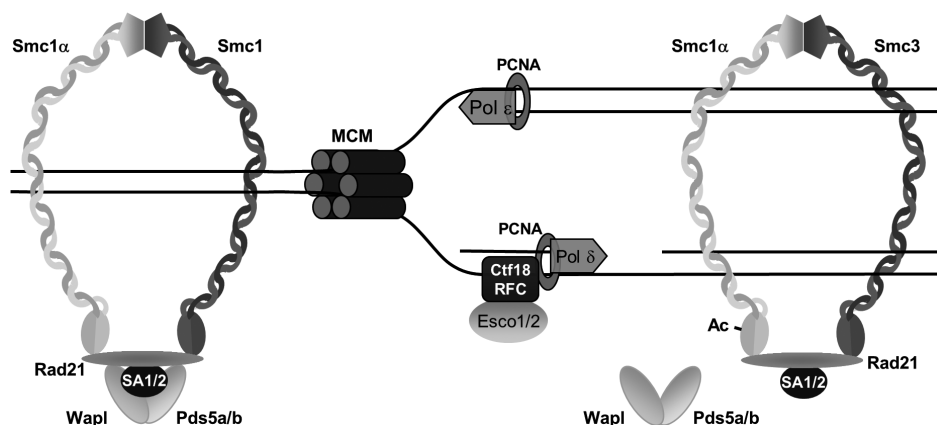 Smc1α
Smc1
Rad21
SA1/2
Wapl
Pds5a/b
MCM
PCNA
Pol ε
PCNA
Pol δ
Ctf18
RFC
Esco1/2
Smc1α
Smc3
Ac
Rad21
SA1/2
Wapl
Pds5a/b